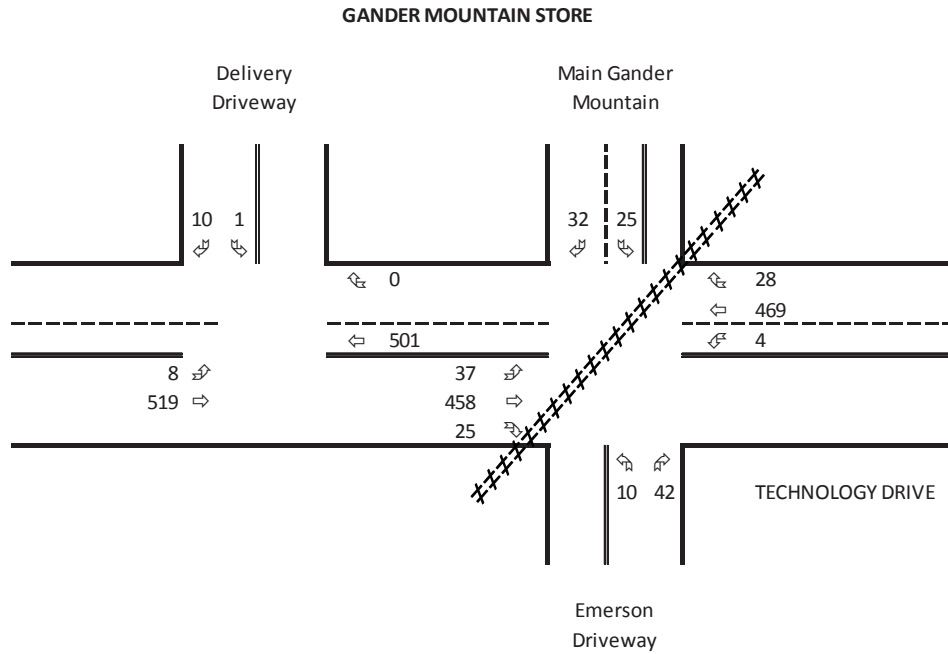 GANDER MOUNTAIN STORE
Delivery
Driveway
Main Gander
Mountain
10 1
32 25
0
28
469
501
4
8
37
519
458
25
10 42
TECHNOLOGY DRIVE
Emerson
Driveway